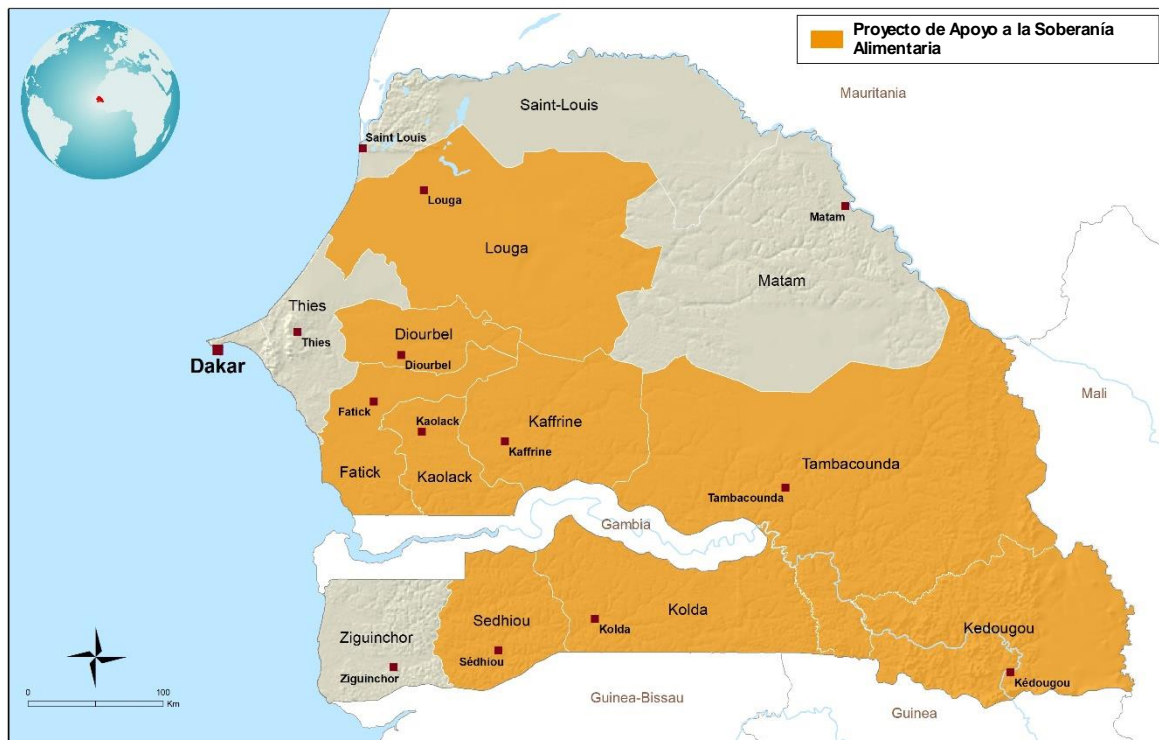 Proyecto de Apoyo a la Soberanía
Alimentaria
Mauritania
Saint-Louis
Saint Louis
Louga
Matam
Louga
Matam
Thies
Thies
Diourbel
Diourbel
Dakar
Mali
Fatick
Kaolack
Kaffrine
Kaffrine
Fatick
Kaolack
Tambacounda
Tambacounda
Gambia
Sedhiou
Kolda
Kolda
Kedougou
Ziguinchor
Sédhiou
Ziguinchor
Kédougou
Guinea-Bissau
Guinea
0 100
Km